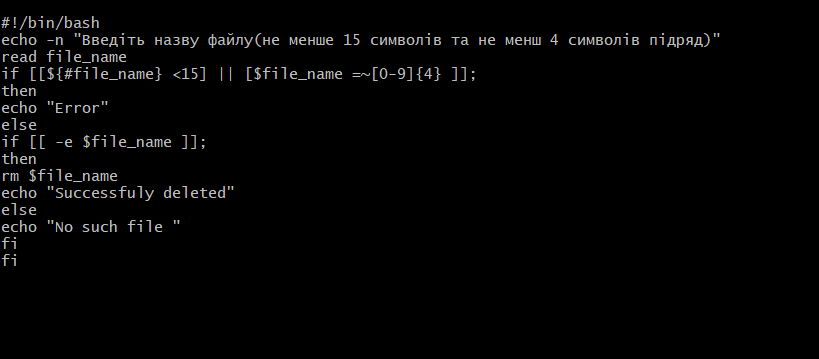 #!/bin/bash
echo -n "Введіть назву файлу(не менше 15 символів та не менш 4 символів підряд)"
read file_name
if [[${#file_name} <15] || [$file_name =~[0-9]{4} ]];
then
echo "Error"
else
if [[ -e $file_name ]];
then
rm $file_name
echo "Successfuly deleted"
else
echo "No such file "
fi
fi